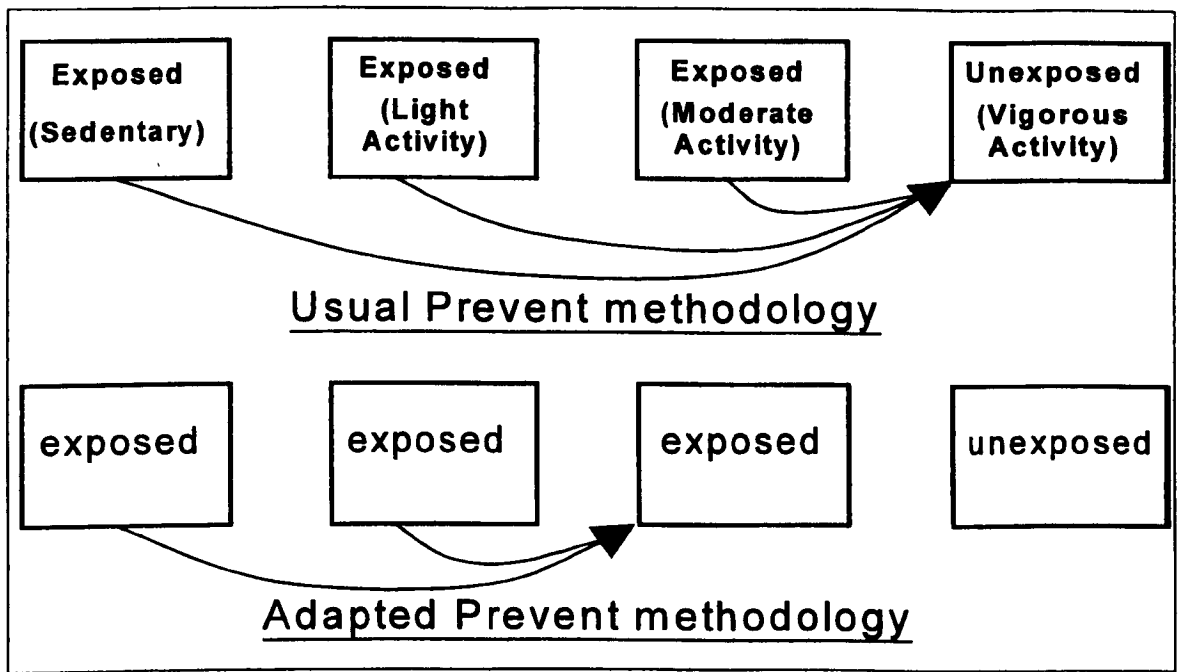 Exposed
(Sedentary)
Exposed
(Light
Activity)
Exposed
(Moderate
Activity)
Unexposed
(Vigorous
Activity)
Usual Prevent methodology
exposed
exposed
exposed
unexposed
Adapted Prevent methodology